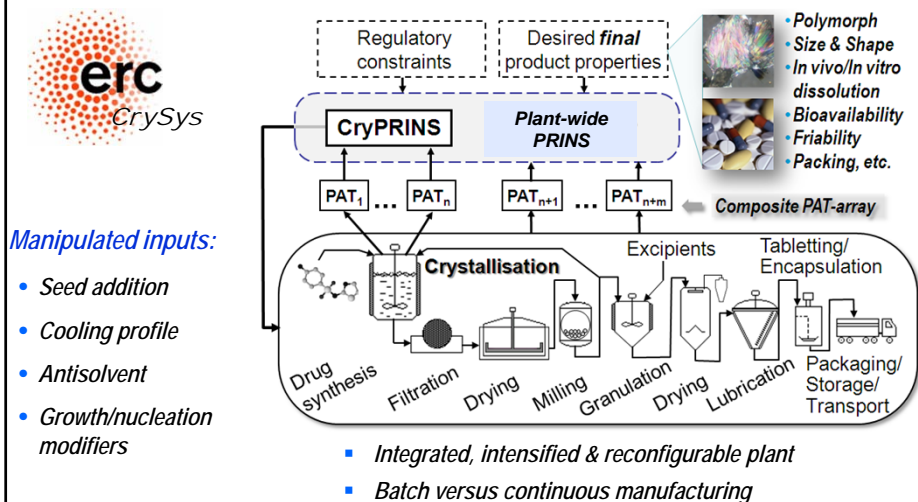 erc
CrySys
Regulatory
constraints
Desired final
product properties
• Polymorph
• Size & Shape
• In vivo/In vitro
dissolution
• Bioavailability
• Friability
• Packing, etc.
CryPRINS
Plant-wide
PRINS
PAT1 ... PATn
PATn+1 ... PATn+m
Composite PAT-array
Manipulated inputs:
• Seed addition
• Cooling profile
• Antisolvent
• Growth/nucleation
modifiers
Crystallisation
Excipients
Tabletting/
Encapsulation
Drug
synthesis
Filtration
Drying
Milling
Granulation
Drying
Lubrication
Packaging/
Storage/
Transport
▪ Integrated, intensified & reconfigurable plant
▪ Batch versus continuous manufacturing